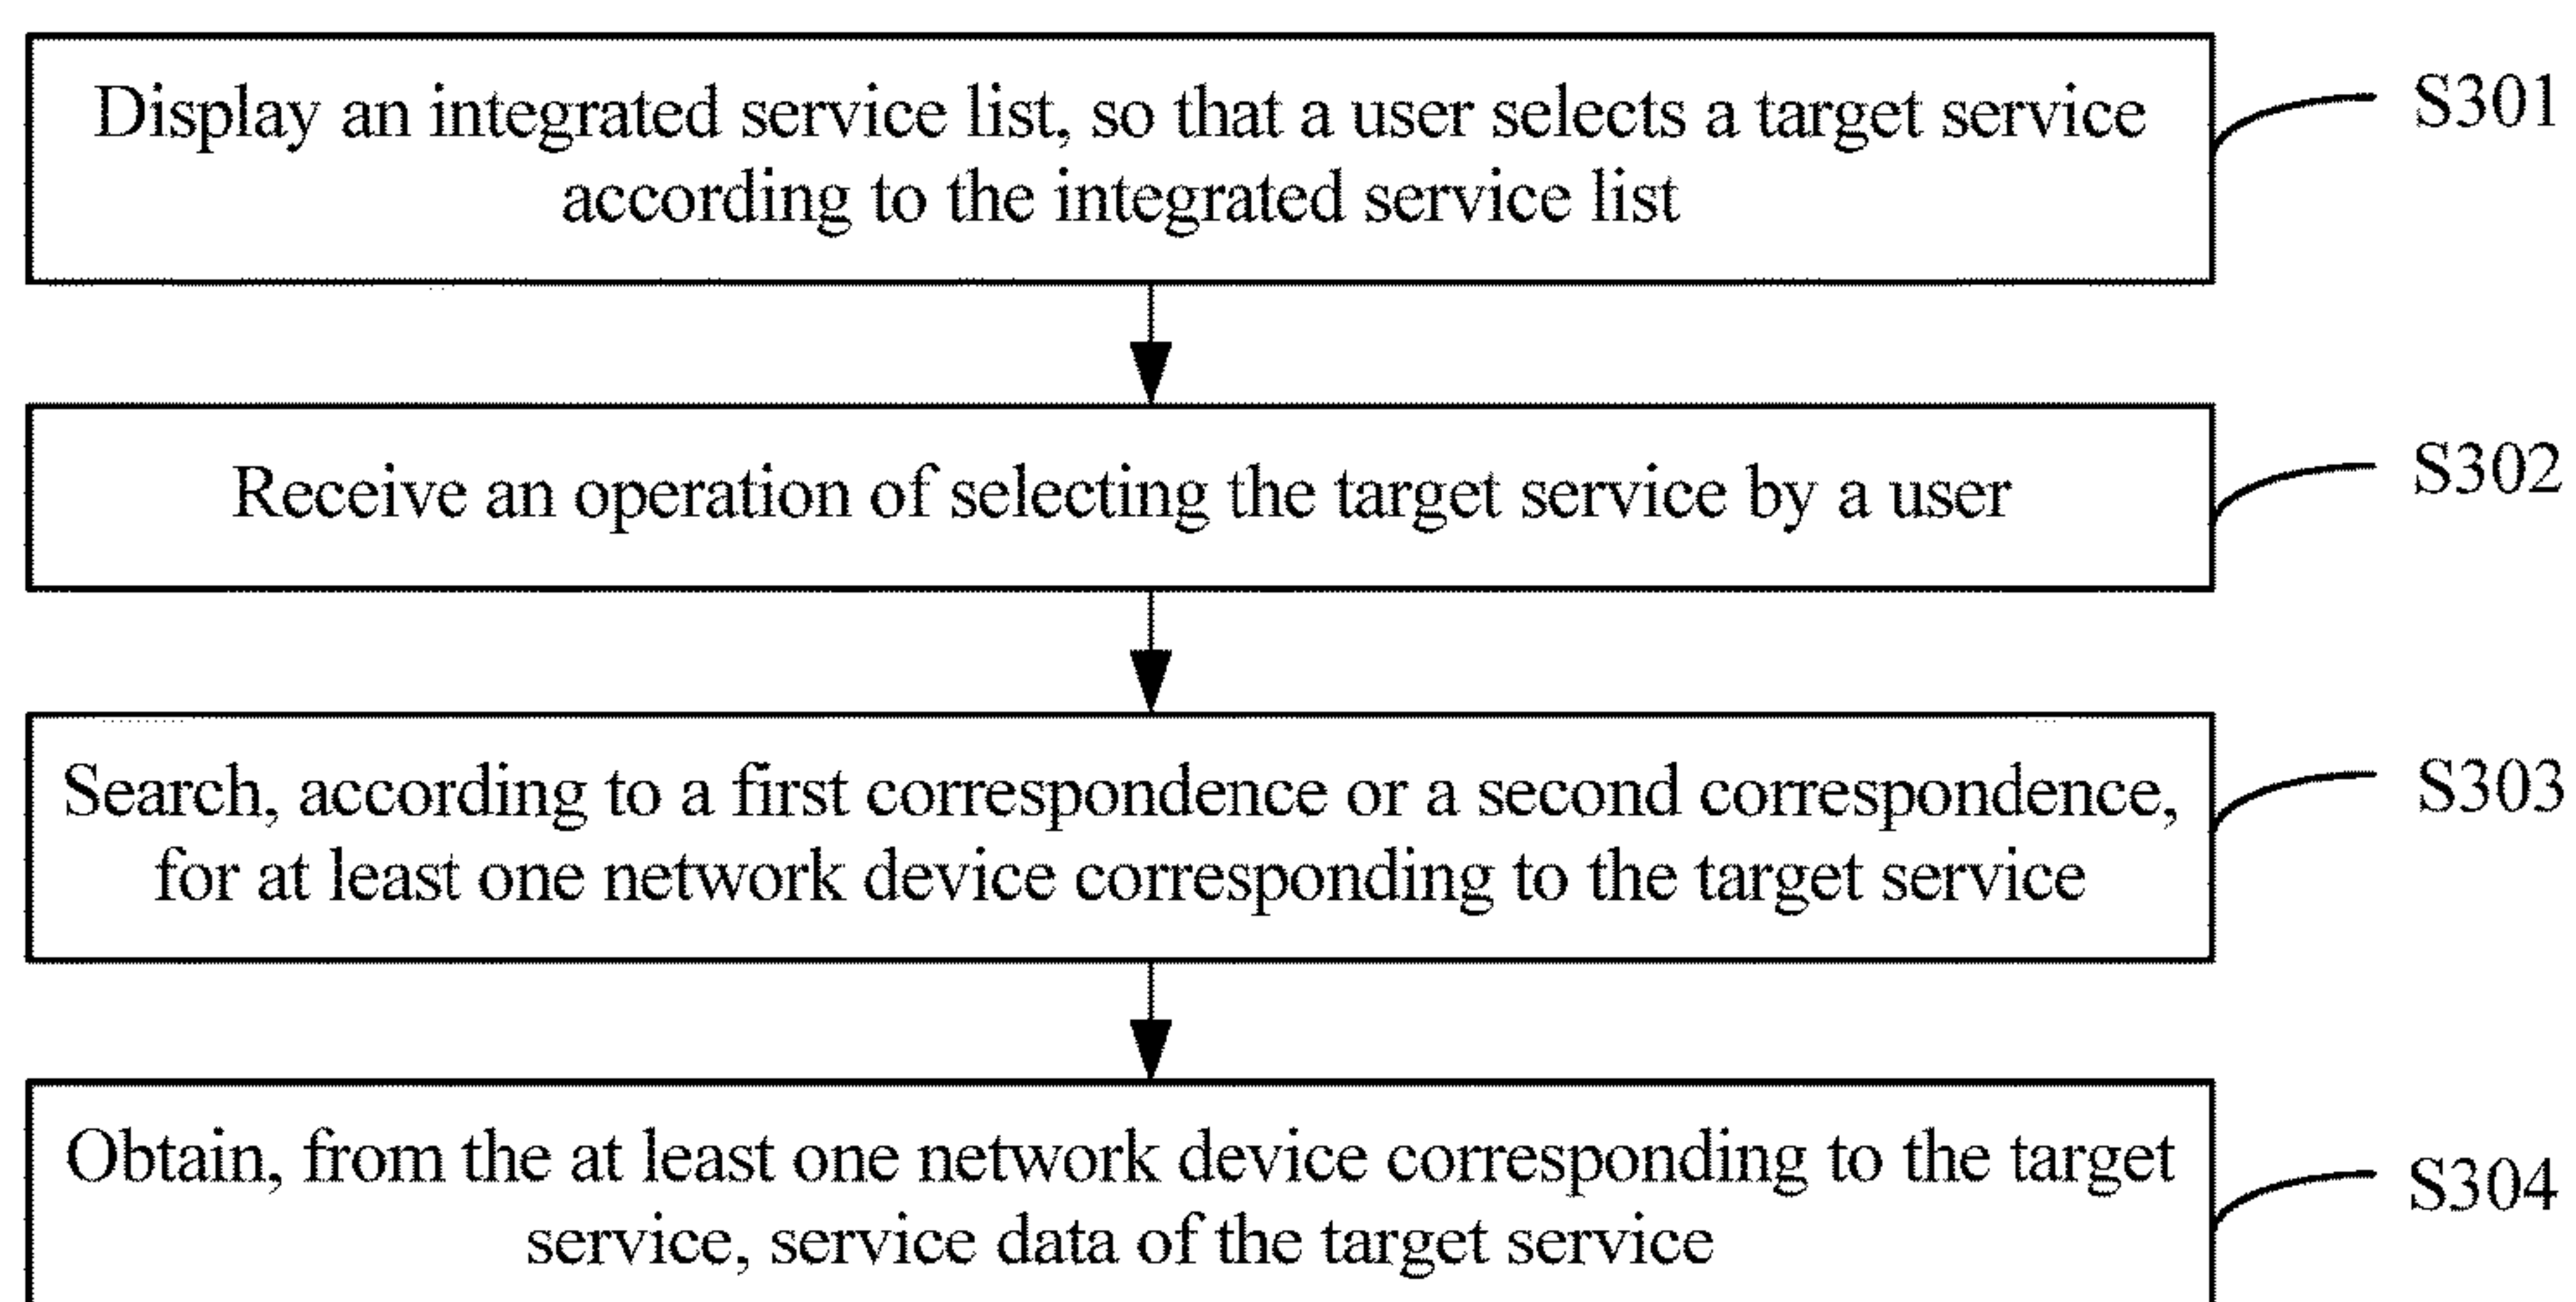 Display an integrated service list, so that a user selects a target service
according to the integrated service list
S301
Receive an operation of selecting the target service by a user
S302
Search, according to a first correspondence or a second correspondence,
for at least one network device corresponding to the target service
S303
Obtain, from the at least one network device corresponding to the target
service, service data of the target service
S304